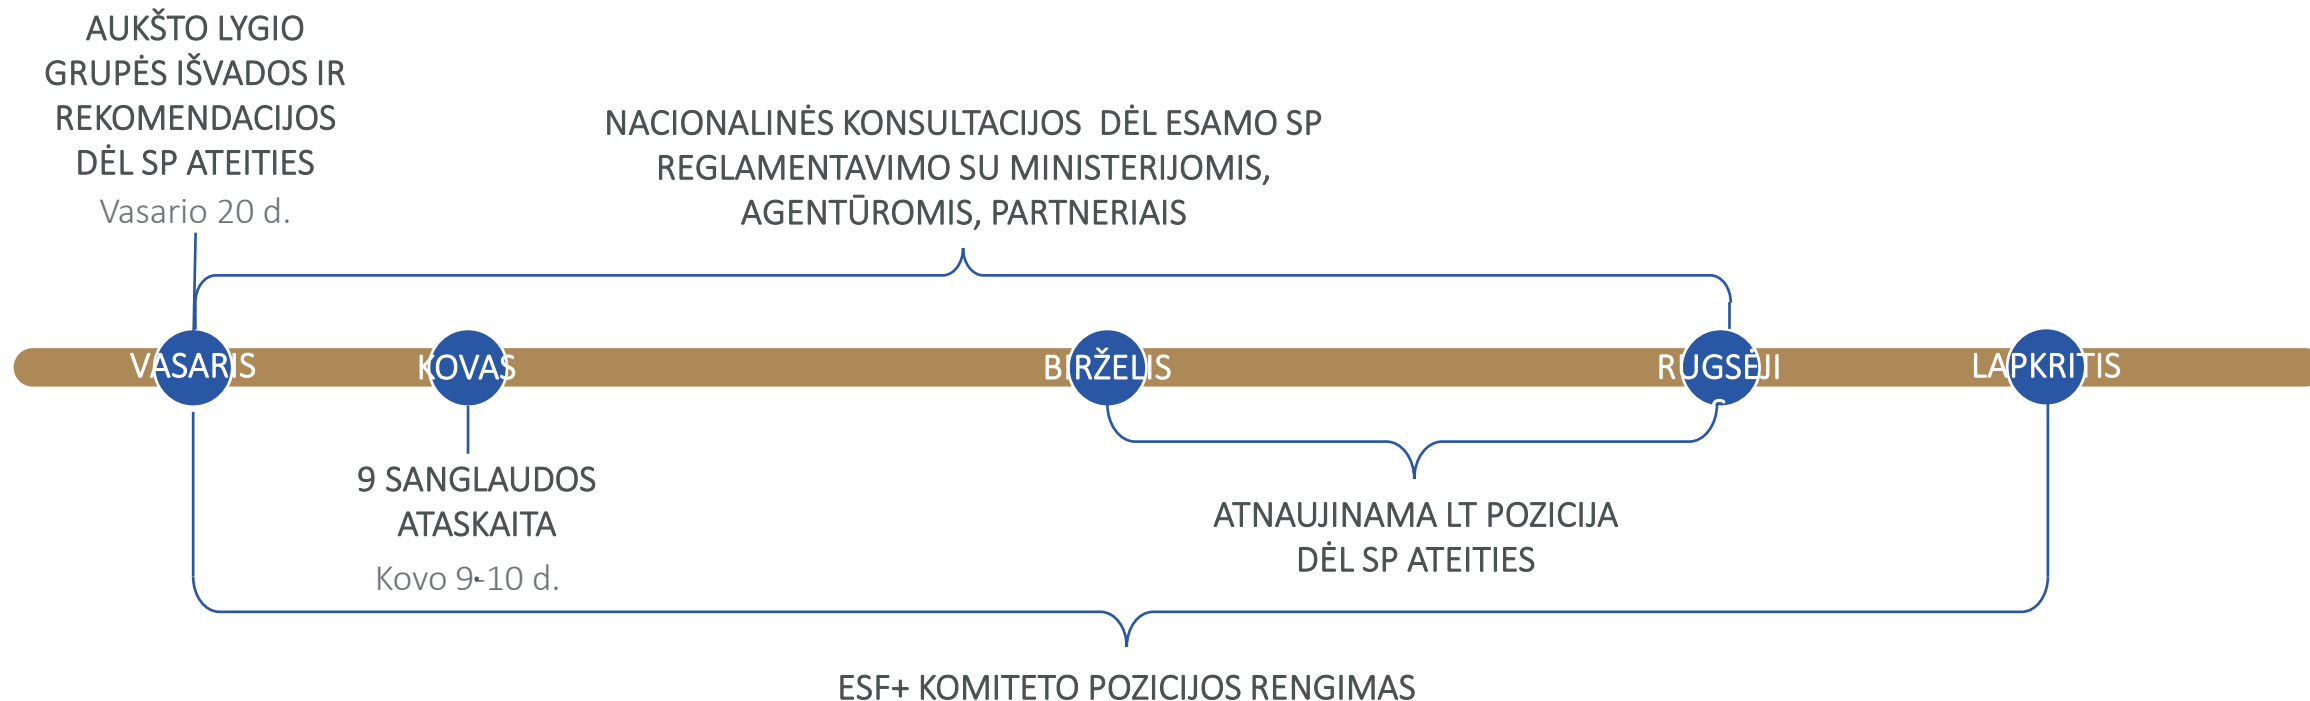 AUKŠTO LYGIO
GRUPĖS IŠVADOS IR
REKOMENDACIJOS
DĖL SP ATEITIES
Vasario 20 d.
NACIONALINĖS KONSULTACIJOS DĖL ESAMO SP
REGLAMENTAVIMO SU MINISTERIJOMIS,
AGENTŪROMIS, PARTNERIAIS
VASARIS
KOVAS
BIRŽELIS
RUGSĖJI
S
LAPKRITIS
9 SANGLAUDOS
ATASKAITA
Kovo 9-10 d.
ATNAUJINAMA LT POZICIJA
DĖL SP ATEITIES
ESF+ KOMITETO POZICIJOS RENGIMAS